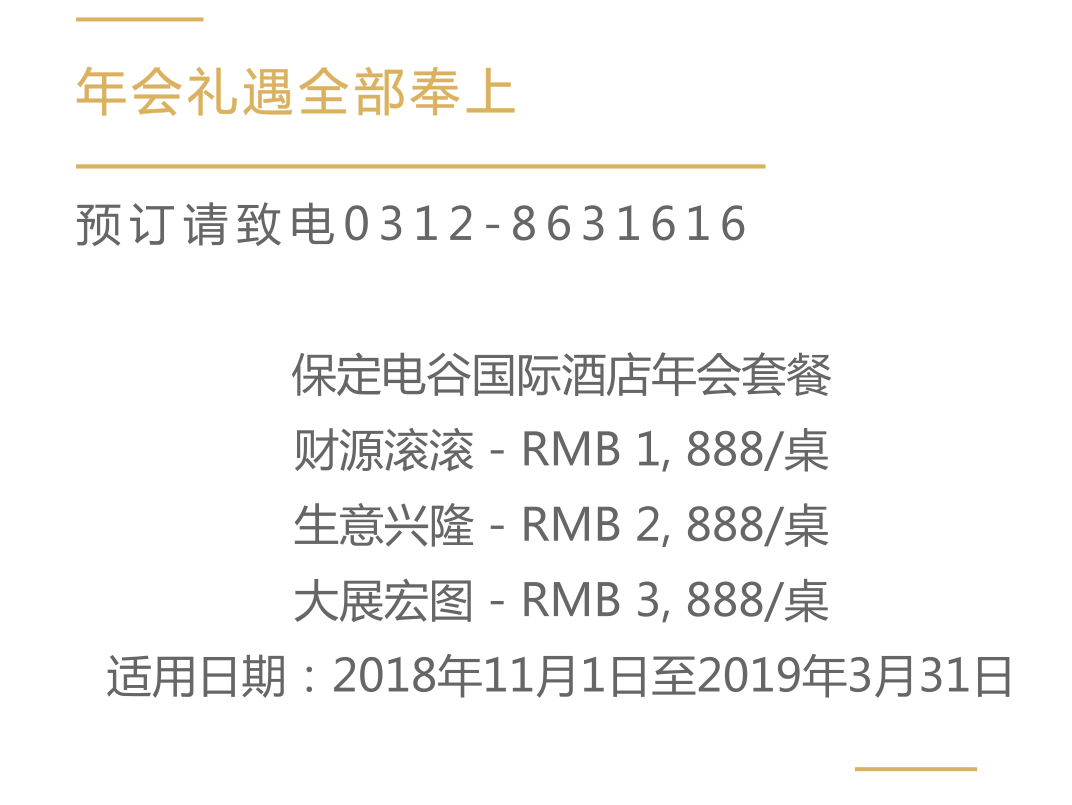 年会礼遇全部奉上
预订请致电0312-8631616
保定电谷国际酒店年会套餐
财源滚滚 - RMB 1, 888/桌
生意兴隆 - RMB 2, 888/桌
大展宏图 - RMB 3, 888/桌
适用日期：2018年11月1日至2019年3月31日